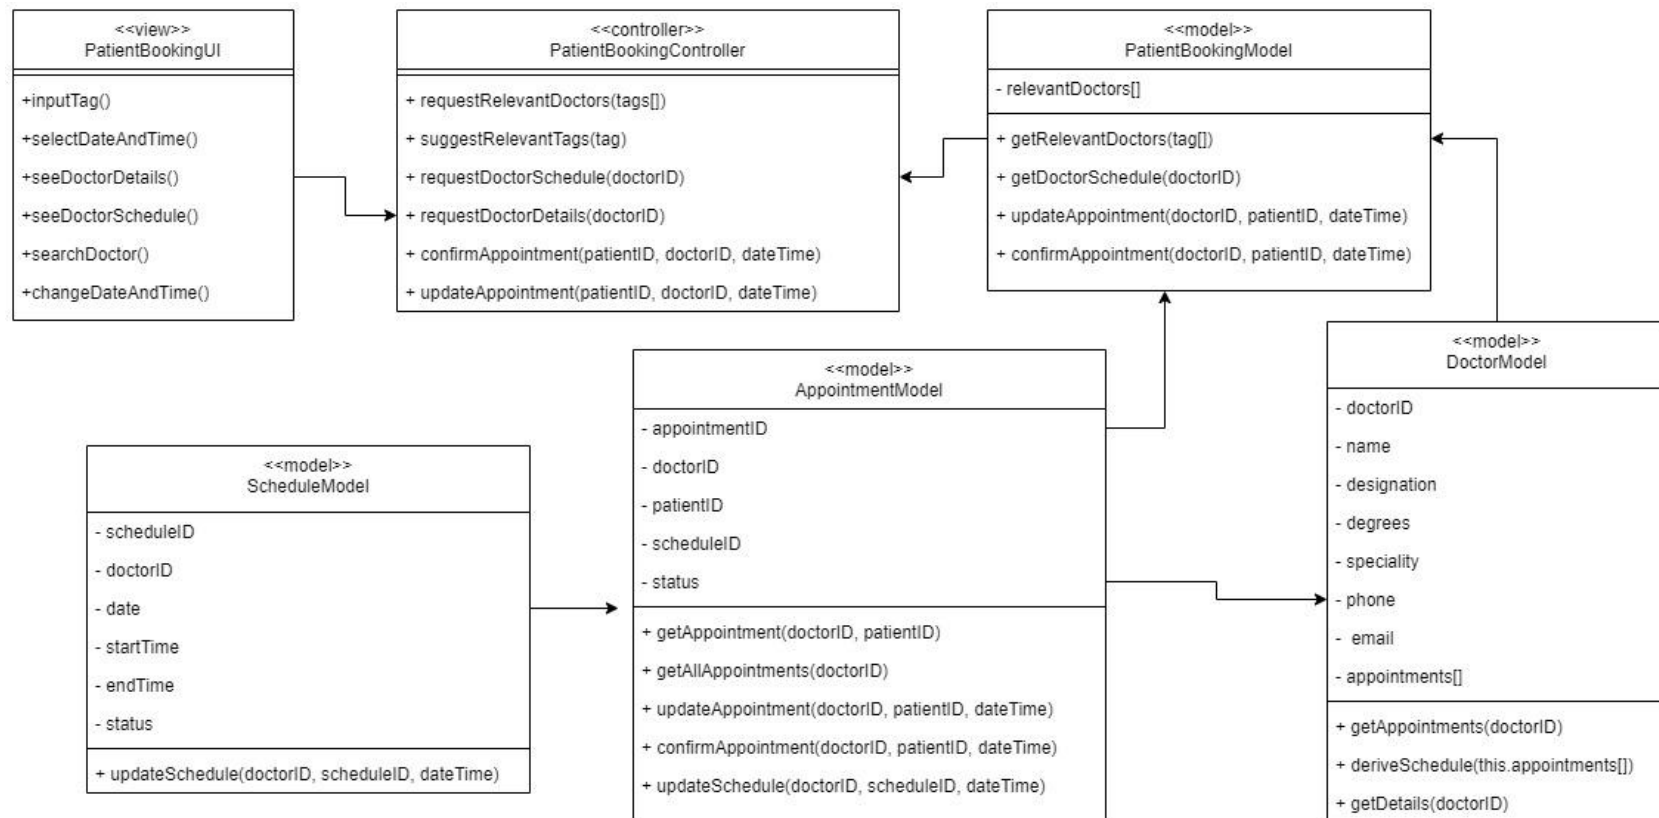 <<view>>
PatientBookingUI
+inputTag()
+selectDateAndTime()
+seeDoctorDetails()
+seeDoctorSchedule()
+searchDoctor()
+changeDateAndTime()
<<controller>>
PatientBookingController
+ requestRelevantDoctors(tags[])
+ suggestRelevantTags(tag)
+ requestDoctorSchedule(doctorID)
+ requestDoctorDetails(doctorID)
+ confirmAppointment(patientID, doctorID, dateTime)
+ updateAppointment(patientID, doctorID, dateTime)
<<model>>
PatientBookingModel
- relevantDoctors[]
+ getRelevantDoctors(tag[])
+ getDoctorSchedule(doctorID)
+ updateAppointment(doctorID, patientID, dateTime)
+ confirmAppointment(doctorID, patientID, dateTime)
<<model>>
ScheduleModel
- scheduleID
- doctorID
- date
- startTime
- endTime
- status
+ updateSchedule(doctorID, scheduleID, dateTime)
<<model>>
AppointmentModel
- appointmentID
- doctorID
- patientID
- scheduleID
- status
+ getAppointment(doctorID, patientID)
+ getAllAppointments(doctorID)
+ updateAppointment(doctorID, patientID, dateTime)
+ confirmAppointment(doctorID, patientID, dateTime)
+ updateSchedule(doctorID, scheduleID, dateTime)
<<model>>
DoctorModel
- doctorID
- name
- designation
- degrees
- speciality
- phone
- email
- appointments[]
+ getAppointments(doctorID)
+ deriveSchedule(this.appointments[])
+ getDetails(doctorID)